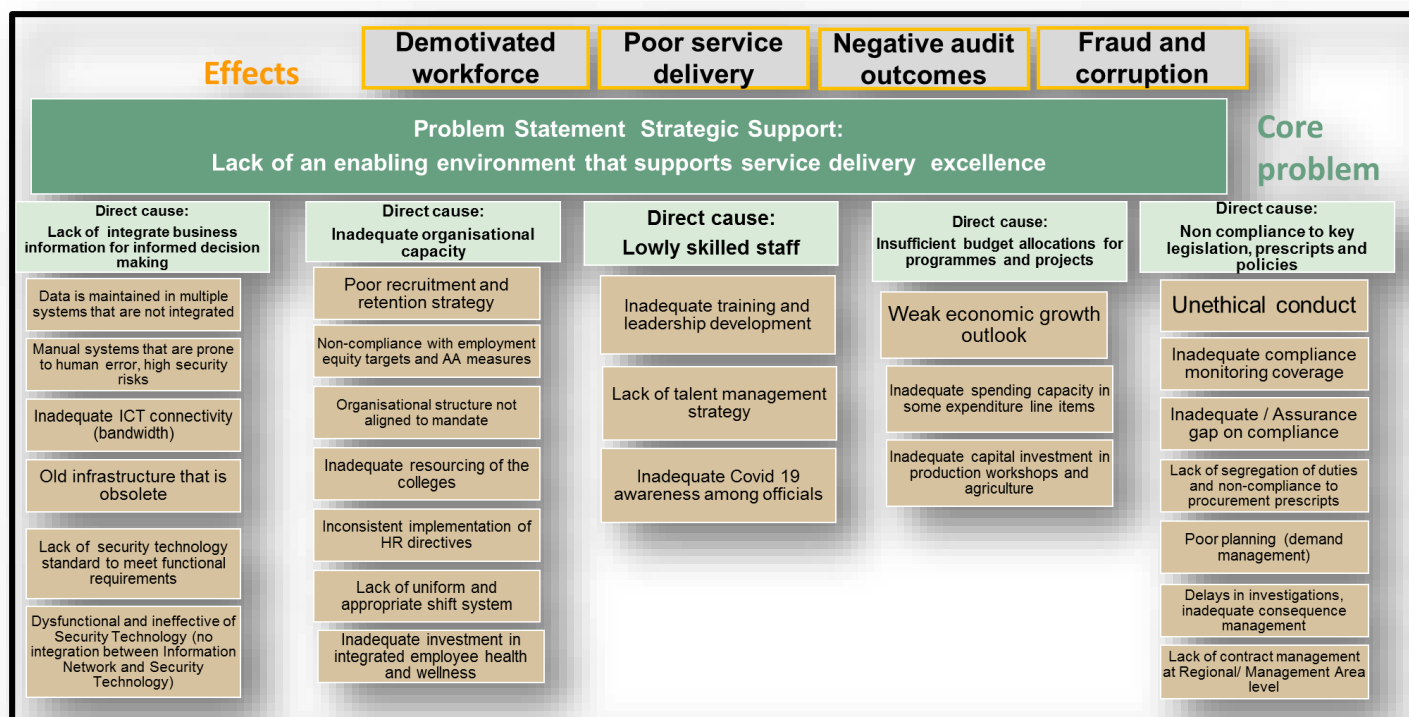 Effects
Demotivated
workforce
Poor service
delivery
Negative audit
outcomes
Fraud and
corruption
Problem Statement Strategic Support:
Lack of an enabling environment that supports service delivery excellence
Core
problem
Direct cause:
Lack of integrate business
information for informed decision
making
Data is maintained in multiple
systems that are not integrated
Manual systems that are prone
to human error, high security
risks
Inadequate ICT connectivity
(bandwidth)
Old infrastructure that is
obsolete
Lack of security technology
standard to meet functional
requirements
Dysfunctional and ineffective of
Security Technology (no
integration between Information
Network and Security
Technology)
Direct cause:
Inadequate organisational
capacity
Poor recruitment and
retention strategy
Non-compliance with employment
equity targets and AA measures
Organisational structure not
aligned to mandate
Inadequate resourcing of the
colleges
Inconsistent implementation of
HR directives
Lack of uniform and
appropriate shift system
Inadequate investment in
integrated employee health
and wellness
Direct cause:
Lowly skilled staff
Inadequate training and
leadership development
Lack of talent management
strategy
Inadequate Covid 19
awareness among officials
Direct cause:
Insufficient budget allocations for
programmes and projects
Weak economic growth
outlook
Inadequate spending capacity in
some expenditure line items
Inadequate capital investment in
production workshops and
agriculture
Direct cause:
Non compliance to key
legislation, prescripts and
policies
Unethical conduct
Inadequate compliance
monitoring coverage
Inadequate / Assurance
gap on compliance
Lack of segregation of duties
and non-compliance to
procurement prescripts
Poor planning (demand
management)
Delays in investigations,
inadequate consequence
management
Lack of contract management
at Regional/ Management Area
level